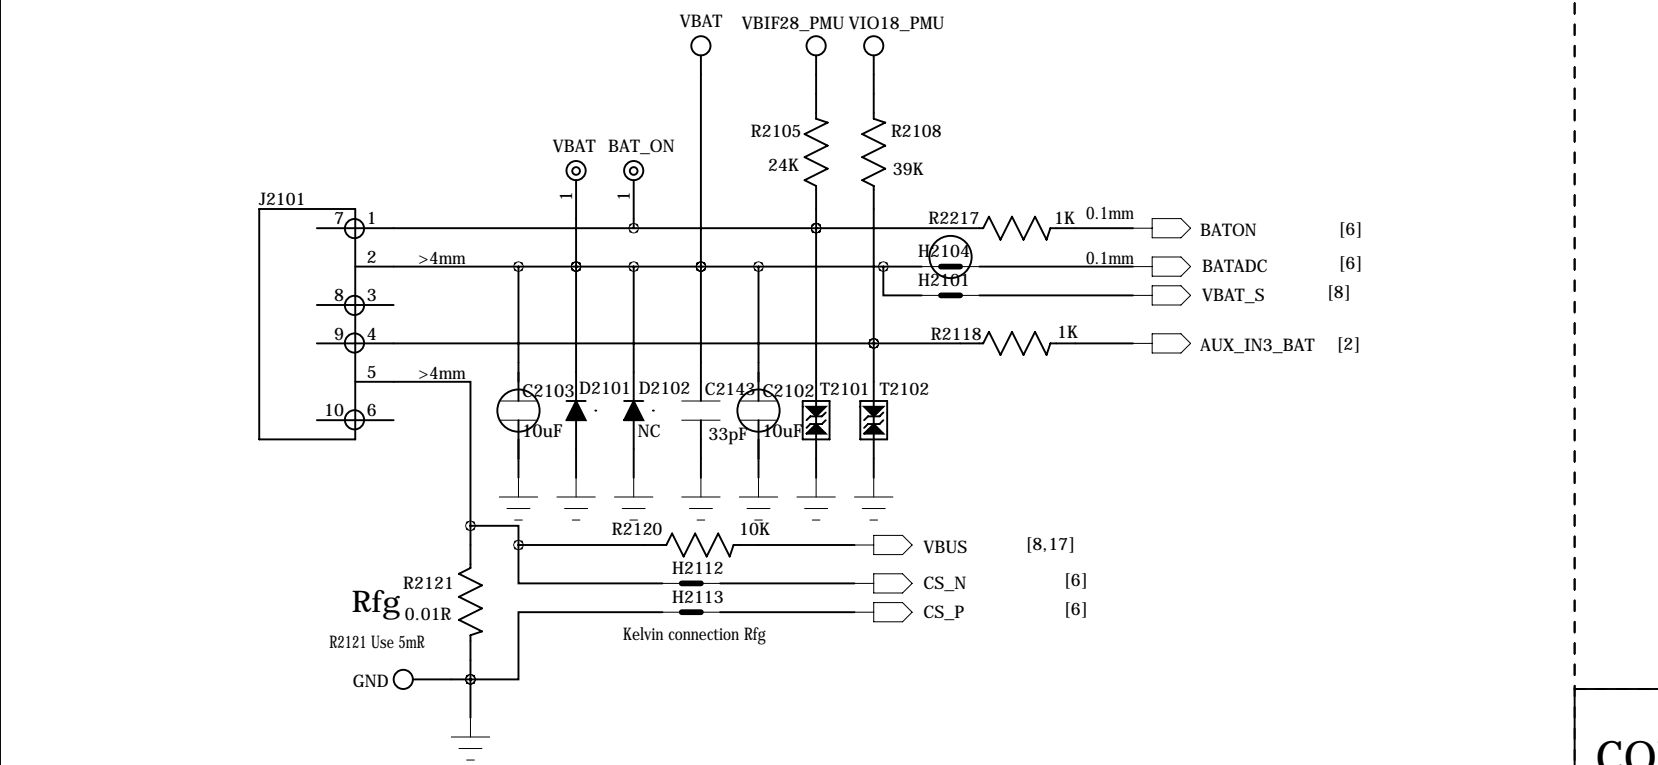 VBAT VBIF28_PMU VIO18_PMU
R2105 R2108
24K 39K
VBAT BAT_ON
1 1
J2101
7 1 R2217 1K 0.1mm BATON [6]
2 >4mm H2104 0.1mm BATADC [6]
H2101 VBAT_S [8]
8 3
9 4 R2118 1K AUX_IN3_BAT [2]
5 >4mm
C2103 D2101 D2102 C2143 C2102 T2101 T2102
10 6
10uF NC 33pF 10uF
R2120 10K VBUS [8,17]
H2112 CS_N [6]
R2121
Rfg 0.01R H2113 CS_P [6]
R2121 Use 5mR Kelvin connection Rfg
GND
CO